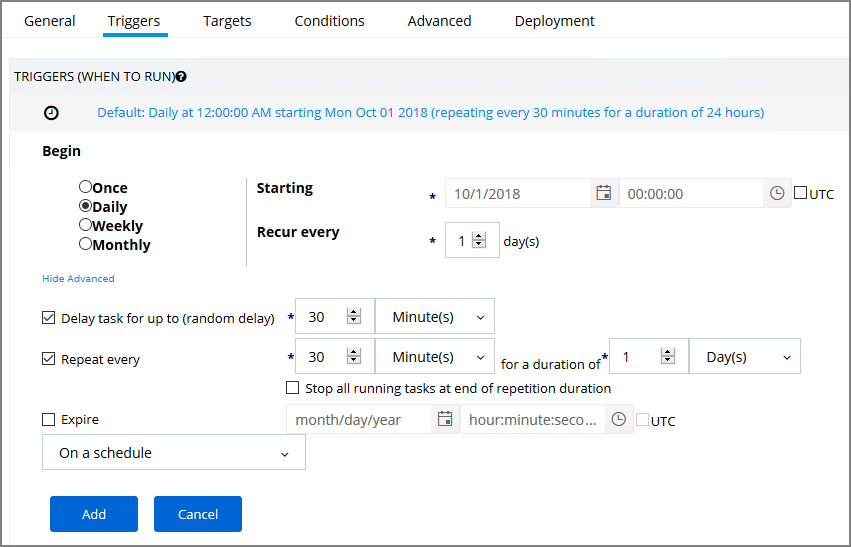 General Triggers Targets Conditions Advanced Deployment
TRIGGERS (WHEN TO RUN)?
Default: Daily at 12:00:00 AM starting Mon Oct 01 2018 (repeating every 30 minutes for a duration of 24 hours)
Begin
Once
Daily
Weekly
Monthly
Starting * 10/1/2018 00:00:00 UTC
Recur every * 1 day(s)
Hide Advanced
Delay task for up to (random delay) * 30 Minute(s)
Repeat every * 30 Minute(s) for a duration of * 1 Day(s)
Stop all running tasks at end of repetition duration
Expire month/day/year hour:minute:seco... UTC
On a schedule
Add Cancel